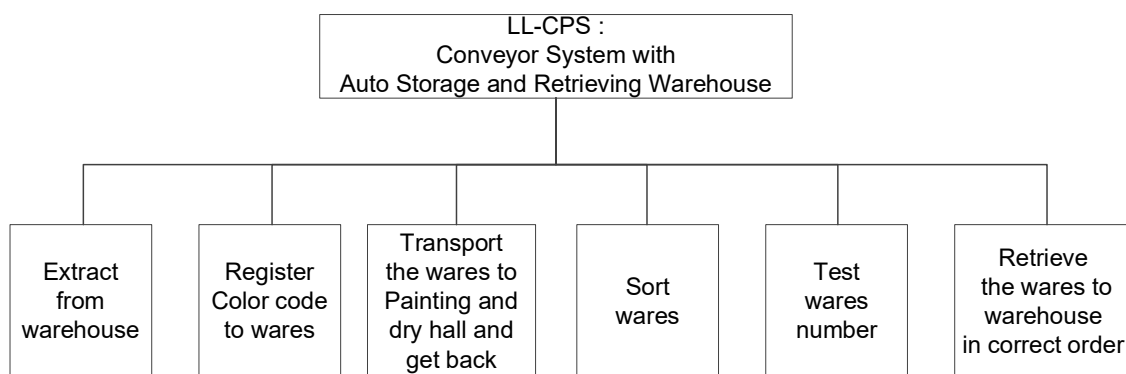 LL-CPS :
Conveyor System with
Auto Storage and Retrieving Warehouse
Extract
from
warehouse
Register
Color code
to wares
Transport
the wares to
Painting and
dry hall and
get back
Sort
wares
Test
wares
number
Retrieve
the wares to
warehouse
in correct order